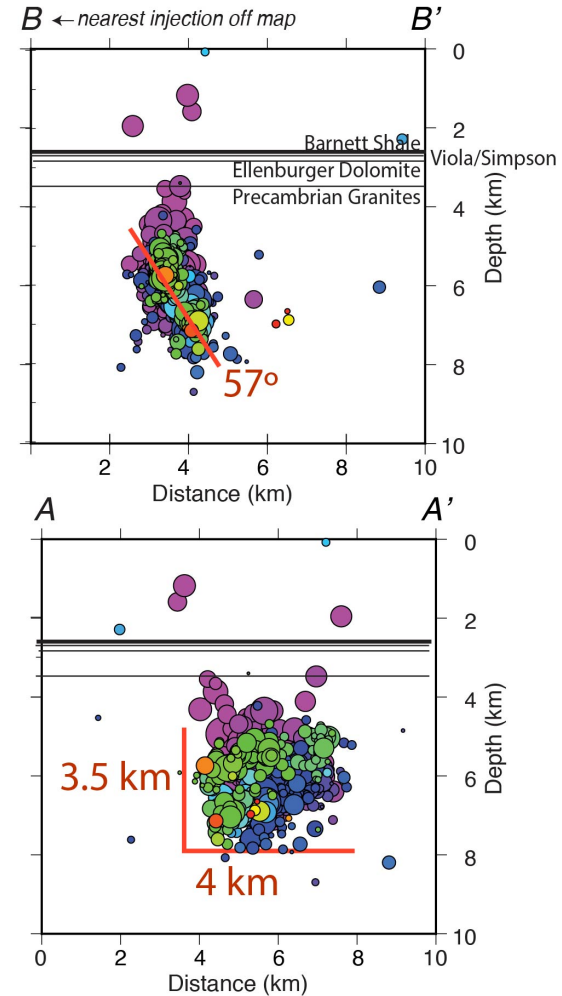 B ← nearest injection off map B’
0
Barnett Shale
2
Viola/Simpson
Ellenburger Dolomite
Precambrian Granites
4
Depth (km)
6
57º
8
10
2 4 6 8 10
Distance (km)
A A’
0
2
4
Depth (km)
3.5 km
6
8
4 km
10
0 2 4 6 8 10
Distance (km)